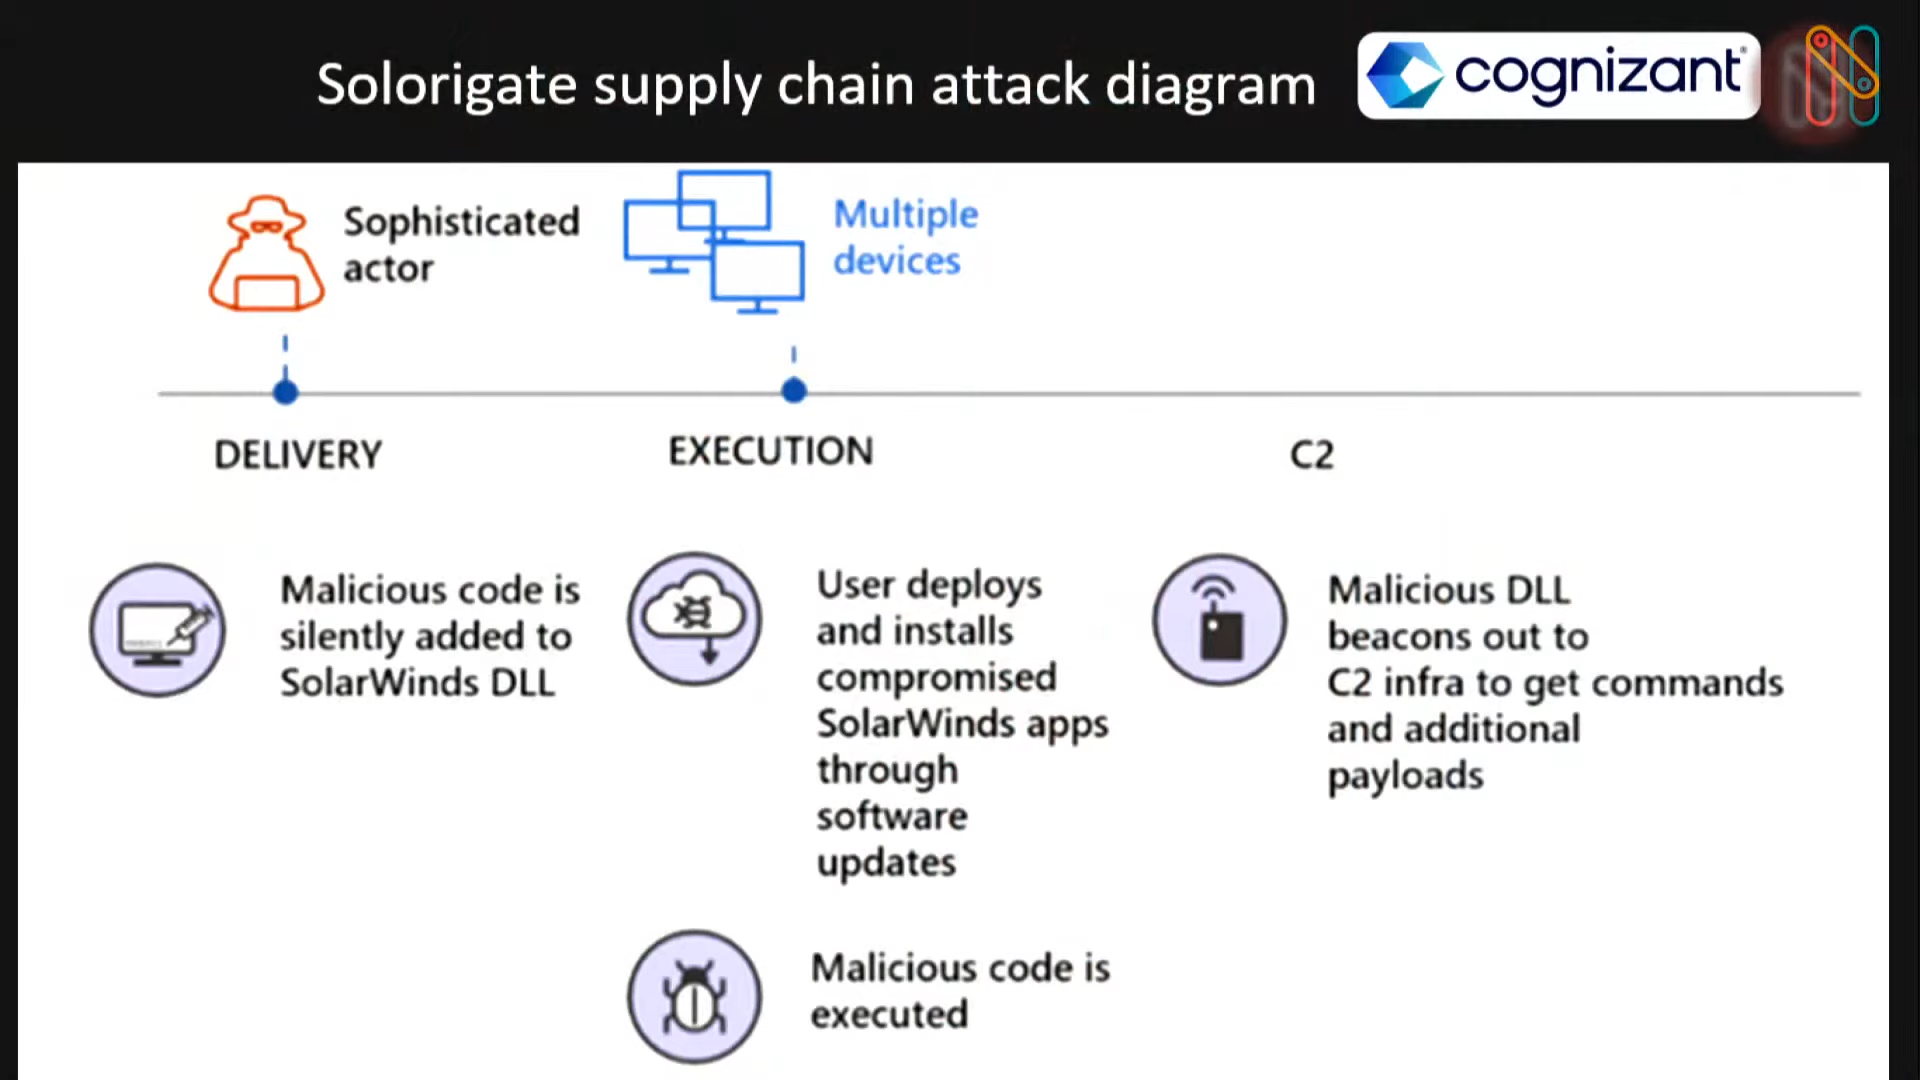 Solorigate supply chain attack diagram
cognizant
Sophisticated
actor
Multiple
devices
DELIVERY
EXECUTION
C2
Malicious code is
silently added to
SolarWinds DLL
User deploys
and installs
compromised
SolarWinds apps
through
software
updates
Malicious DLL
beacons out to
C2 infra to get commands
and additional
payloads
Malicious code is
executed